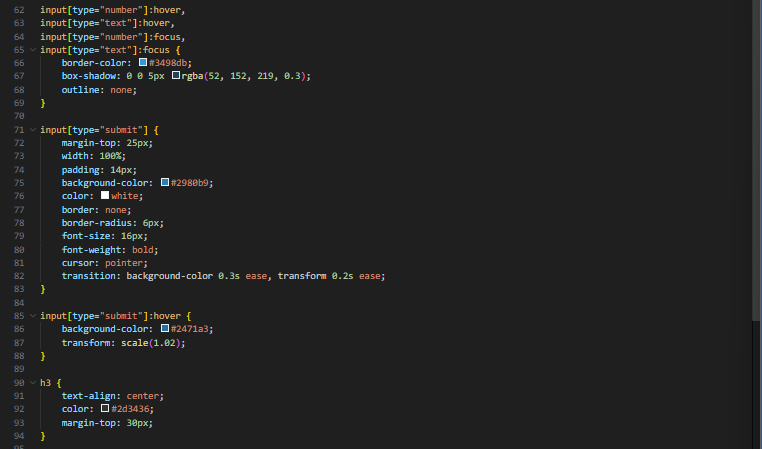 62 input[type="number"]:hover,
63 input[type="text"]:hover,
64 input[type="number"]:focus,
65 input[type="text"]:focus {
66     border-color: #3498db;
67     box-shadow: 0 0 5px rgba(52, 152, 219, 0.3);
68     outline: none;
69 }
70
71 input[type="submit"] {
72     margin-top: 25px;
73     width: 100%;
74     padding: 14px;
75     background-color: #2980b9;
76     color: white;
77     border: none;
78     border-radius: 6px;
79     font-size: 16px;
80     font-weight: bold;
81     cursor: pointer;
82     transition: background-color 0.3s ease, transform 0.2s ease;
83 }
84
85 input[type="submit"]:hover {
86     background-color: #2471a3;
87     transform: scale(1.02);
88 }
89
90 h3 {
91     text-align: center;
92     color: #2d3436;
93     margin-top: 30px;
94 }